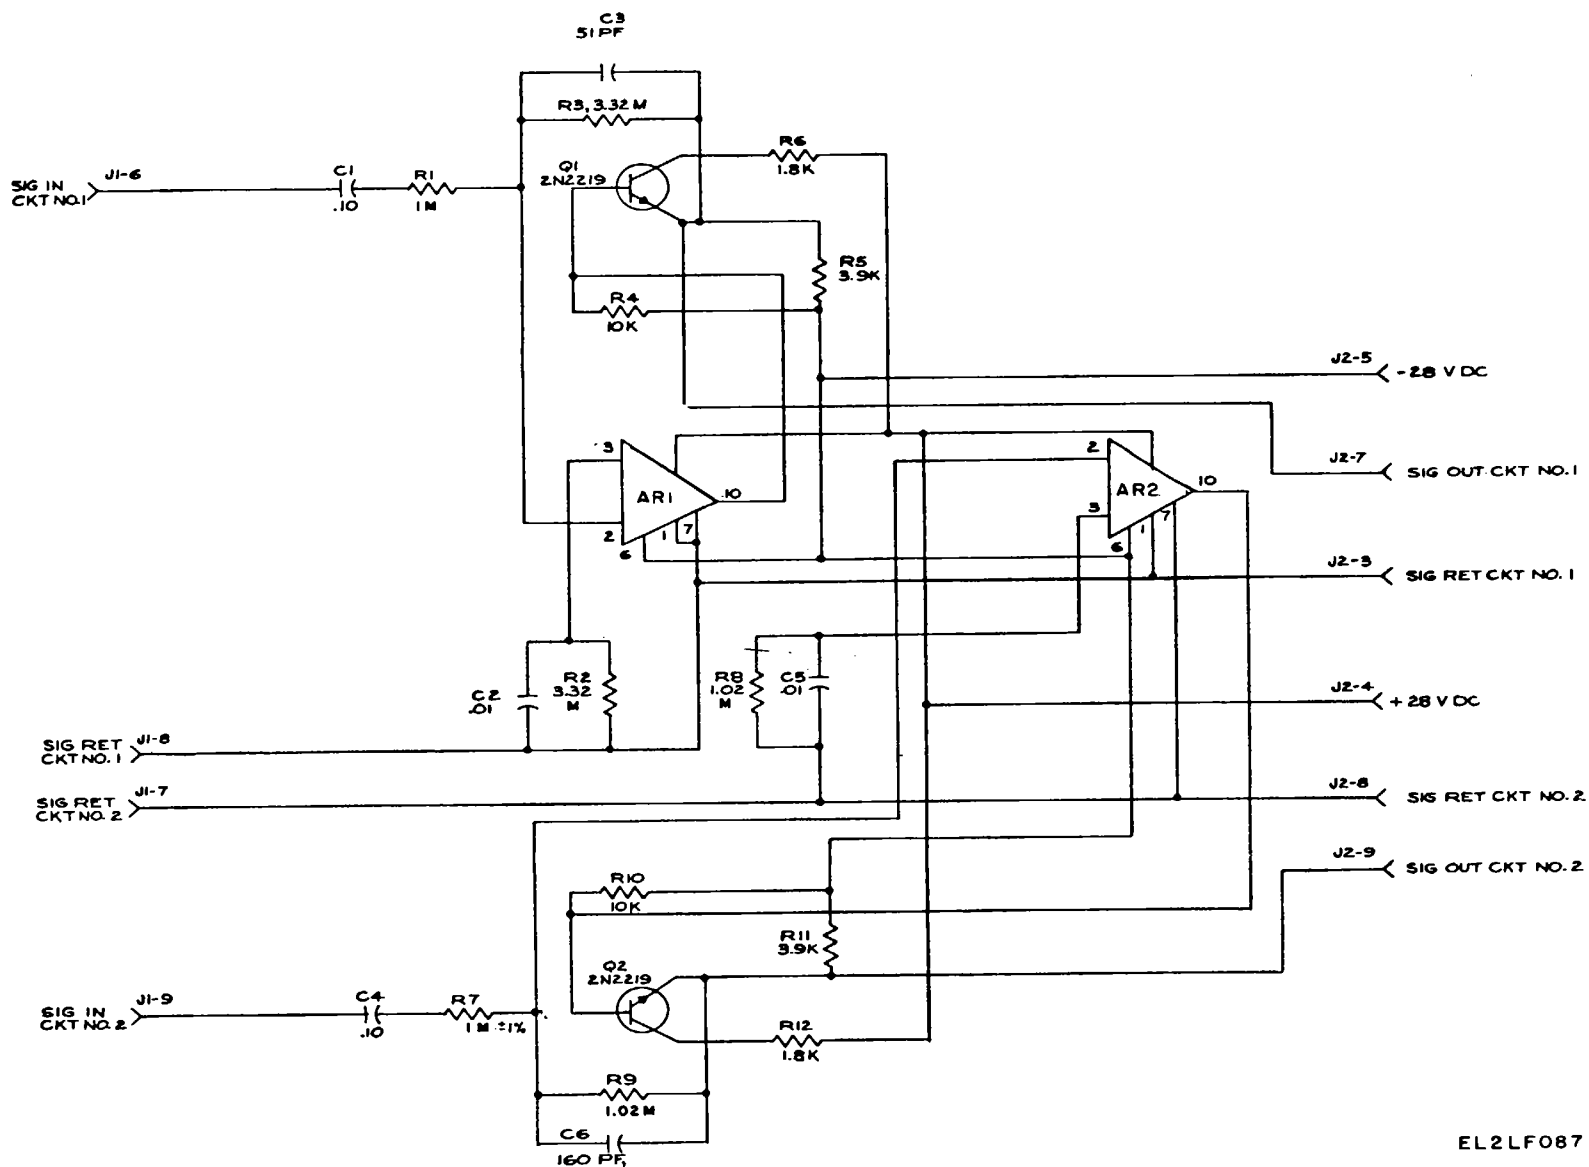 C3
51 PF
R3, 3.32 M
R6
1.8K
Q1
2N2219
J1-6
SIG IN
CKT NO.1
C1
.10
R1
1 M
R5
3.9K
R4
10K
J2-5
-28 V DC
J2-7
SIG OUT CKT NO.1
3
AR1
10
2
6
1
7
2
AR2
10
3
6
1
7
J2-3
SIG RET CKT NO. 1
C2
.01
R2
3.32
M
R8
1.02
M
C5
.01
J2-4
+28 V DC
J1-8
SIG RET
CKT NO. 1
J1-7
SIG RET
CKT NO. 2
J2-8
SIG RET CKT NO. 2
J2-9
SIG OUT CKT NO. 2
R10
10K
R11
3.9K
Q2
2N2219
J1-9
SIG IN
CKT NO.2
C4
.10
R7
1 M ±1%
R12
1.8K
R9
1.02M
C6
160 PF,
EL2LF087